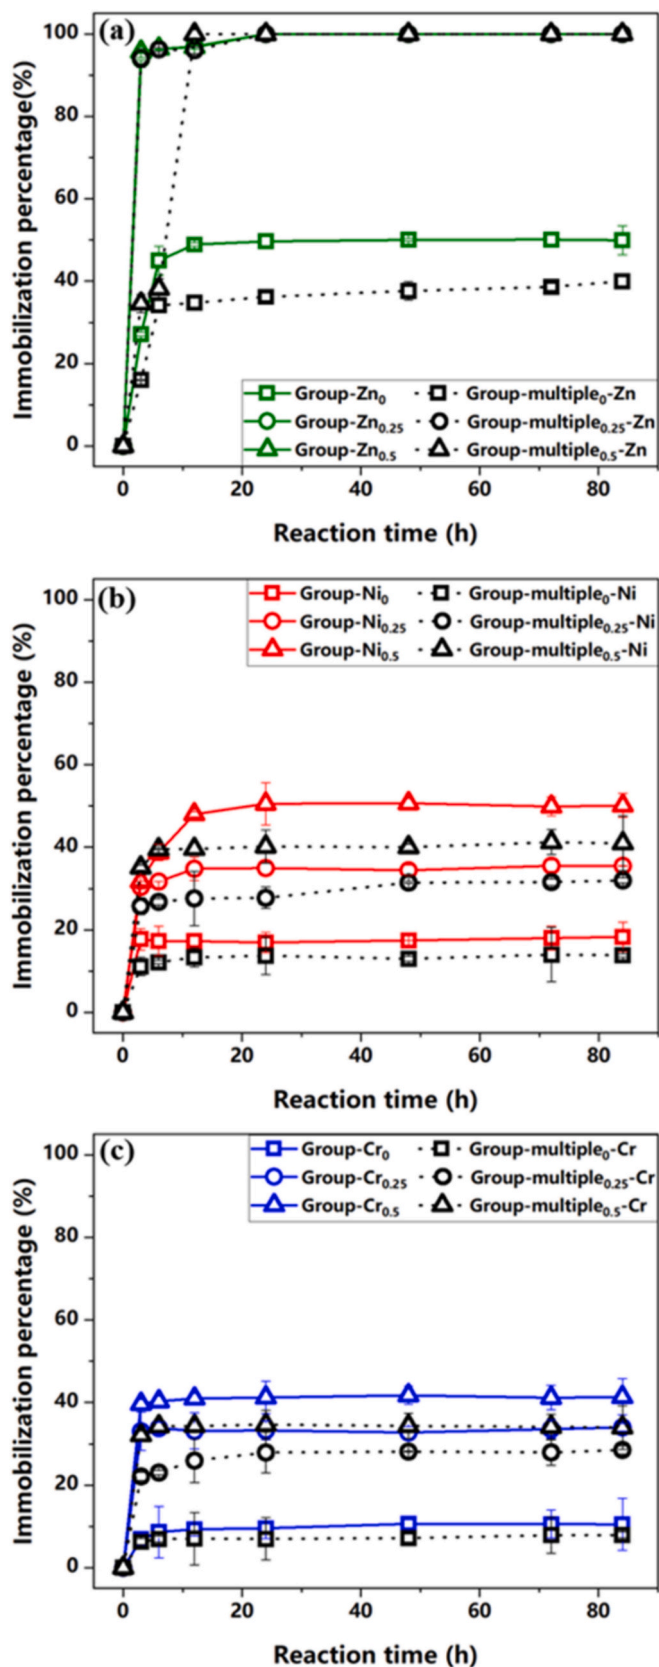 (a)
100
80
60
40
20
0
Immobilization percentage(%)
Group-Zn₀ Group-multiple₀-Zn
Group-Zn₀.₂₅ Group-multiple₀.₂₅-Zn
Group-Zn₀.₅ Group-multiple₀.₅-Zn
0 20 40 60 80
Reaction time (h)
(b)
100
80
60
40
20
0
Immobilization percentage (%)
Group-Ni₀ Group-multiple₀-Ni
Group-Ni₀.₂₅ Group-multiple₀.₂₅-Ni
Group-Ni₀.₅ Group-multiple₀.₅-Ni
0 20 40 60 80
Reaction time (h)
(c)
100
80
60
40
20
0
Immobilization percentage (%)
Group-Cr₀ Group-multiple₀-Cr
Group-Cr₀.₂₅ Group-multiple₀.₂₅-Cr
Group-Cr₀.₅ Group-multiple₀.₅-Cr
0 20 40 60 80
Reaction time (h)